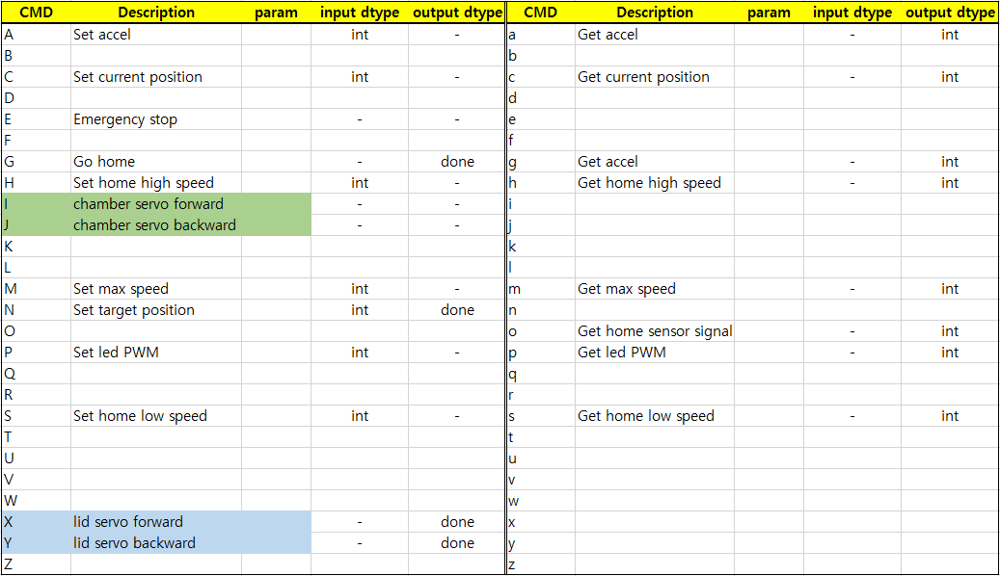 CMD Description param input dtype output dtype CMD Description param input dtype output dtype
A Set accel int - a Get accel - int
B b
C Set current position int - c Get current position - int
D d
E Emergency stop - - e
F f
G Go home - done g Get accel - int
H Set home high speed int - h Get home high speed - int
I chamber servo forward - - i
J chamber servo backward - - j
K k
L l
M Set max speed int - m Get max speed - int
N Set target position int done n
O o Get home sensor signal - int
P Set led PWM int - p Get led PWM - int
Q q
R r
S Set home low speed int - s Get home low speed - int
T t
U u
V v
W w
X lid servo forward - done x
Y lid servo backward - done y
Z z